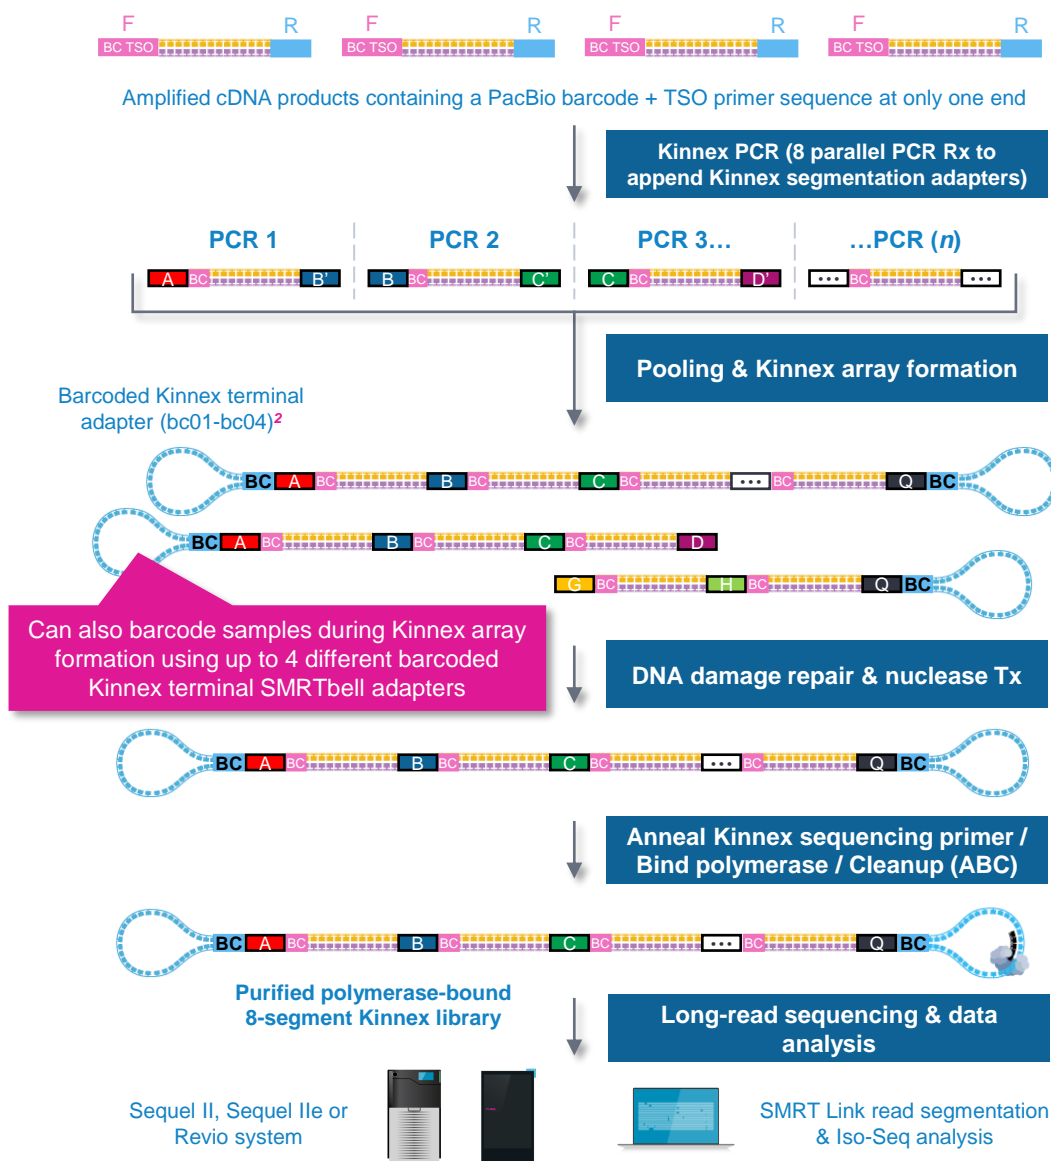 F R F R F R F R
BC TSO BC TSO BC TSO BC TSO
Amplified cDNA products containing a PacBio barcode + TSO primer sequence at only one end
Kinnex PCR (8 parallel PCR Rx to
append Kinnex segmentation adapters)
PCR 1 PCR 2 PCR 3... ...PCR (n)
A BC B' B BC C' C BC D' ... BC ...
Pooling & Kinnex array formation
Barcoded Kinnex terminal
adapter (bc01-bc04)2
BC A BC B BC C BC ... BC Q BC
BC A BC B BC C BC D
G BC H BC Q BC
Can also barcode samples during Kinnex array
formation using up to 4 different barcoded
Kinnex terminal SMRTbell adapters
DNA damage repair & nuclease Tx
BC A BC B BC C BC ... BC Q BC
Anneal Kinnex sequencing primer /
Bind polymerase / Cleanup (ABC)
BC A BC B BC C BC ... BC Q BC
Purified polymerase-bound
8-segment Kinnex library
Long-read sequencing & data
analysis
Sequel II, Sequel IIe or
Revio system
SMRT Link read segmentation
& Iso-Seq analysis